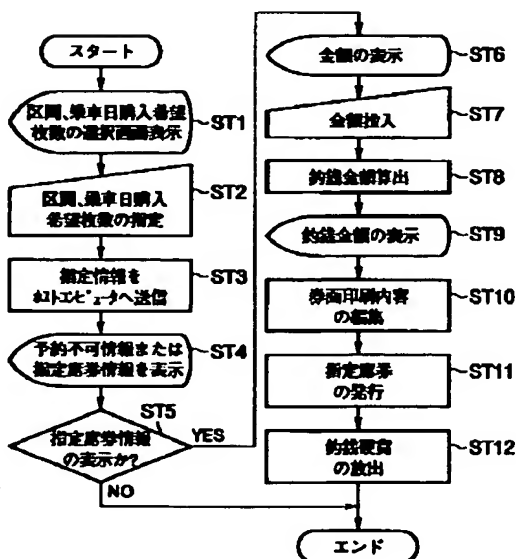 スタート
区間、乗車日購入希望
枚数の選択画面表示
ST1
区間、乗車日購入
希望枚数の指定
ST2
指定情報を
ホストコンピュータへ送信
ST3
予約不可情報または
指定席券情報を表示
ST4
ST5
指定席券情報
の表示か?
YES
NO
金額の表示
ST6
金額投入
ST7
釣銭金額算出
ST8
釣銭金額の表示
ST9
券面印刷内容
の編集
ST10
指定席券
の発行
ST11
釣銭硬貨
の放出
ST12
エンド